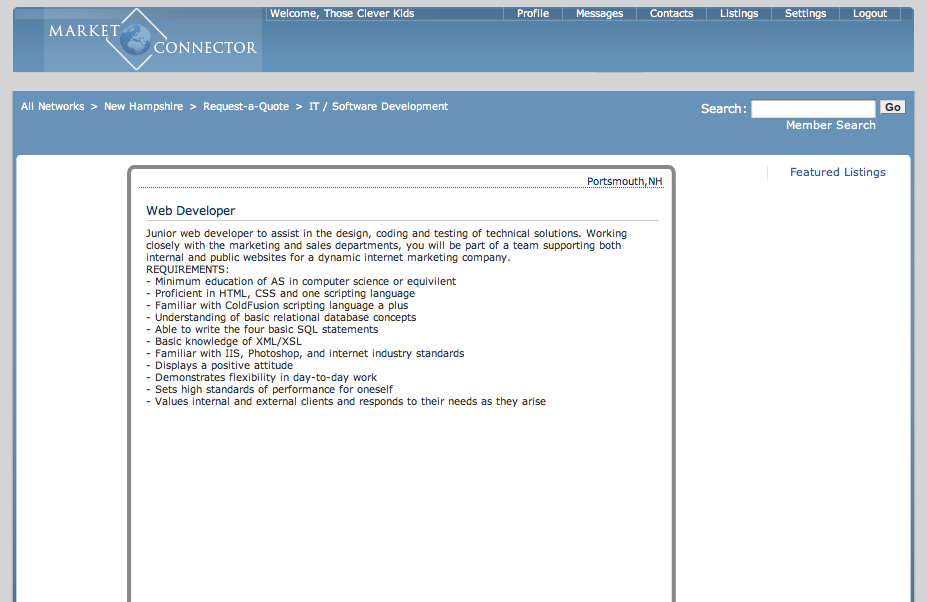 MARKET CONNECTOR
Welcome, Those Clever Kids
Profile Messages Contacts Listings Settings Logout
All Networks > New Hampshire > Request-a-Quote > IT / Software Development
Search: Go
Member Search
Featured Listings
Portsmouth,NH
Web Developer
Junior web developer to assist in the design, coding and testing of technical solutions. Working
closely with the marketing and sales departments, you will be part of a team supporting both
internal and public websites for a dynamic internet marketing company.
REQUIREMENTS:
- Minimum education of AS in computer science or equivilent
- Proficient in HTML, CSS and one scripting language
- Familiar with ColdFusion scripting language a plus
- Understanding of basic relational database concepts
- Able to write the four basic SQL statements
- Basic knowledge of XML/XSL
- Familiar with IIS, Photoshop, and internet industry standards
- Displays a positive attitude
- Demonstrates flexibility in day-to-day work
- Sets high standards of performance for oneself
- Values internal and external clients and responds to their needs as they arise